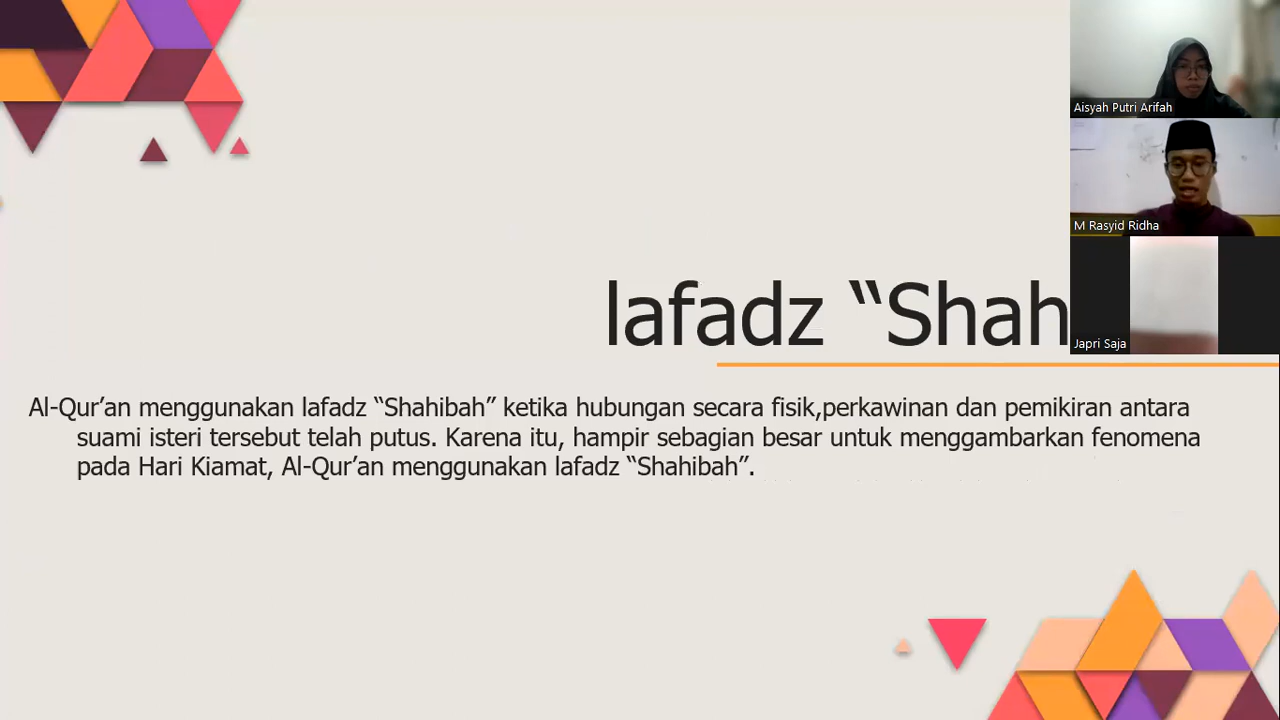 Aisyah Putri Arifah
M Rasyid Ridha
Japri Saja
lafadz “Shah
Al-Qur’an menggunakan lafadz “Shahibah” ketika hubungan secara fisik,perkawinan dan pemikiran antara
suami isteri tersebut telah putus. Karena itu, hampir sebagian besar untuk menggambarkan fenomena
pada Hari Kiamat, Al-Qur’an menggunakan lafadz “Shahibah”.